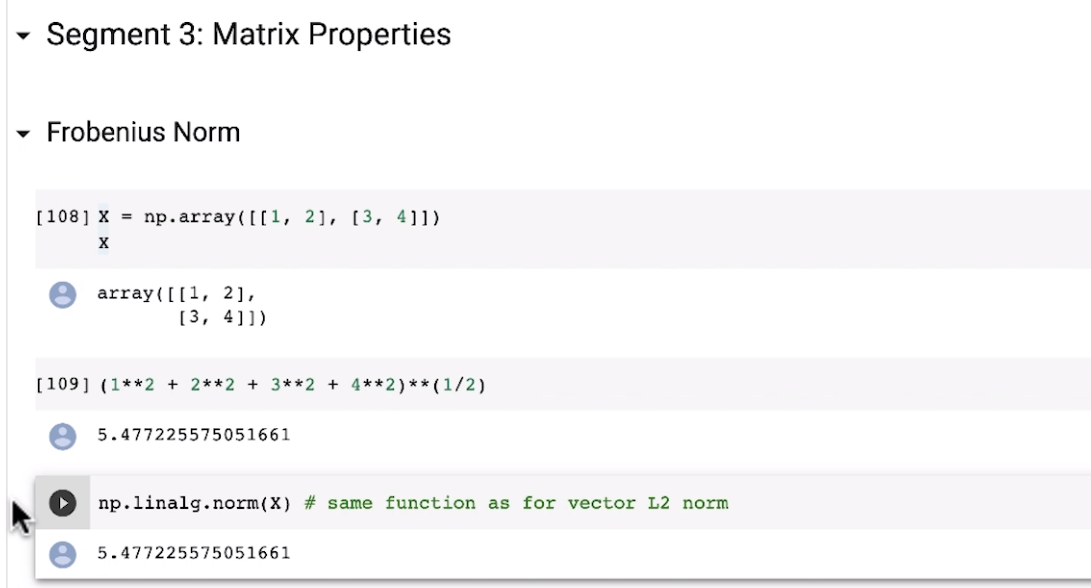 Segment 3: Matrix Properties
Frobenius Norm
[108] X = np.array([[1, 2], [3, 4]])
X
array([[1, 2],
[3, 4]])
[109] (1**2 + 2**2 + 3**2 + 4**2)**(1/2)
5.477225575051661
np.linalg.norm(X) # same function as for vector L2 norm
5.477225575051661